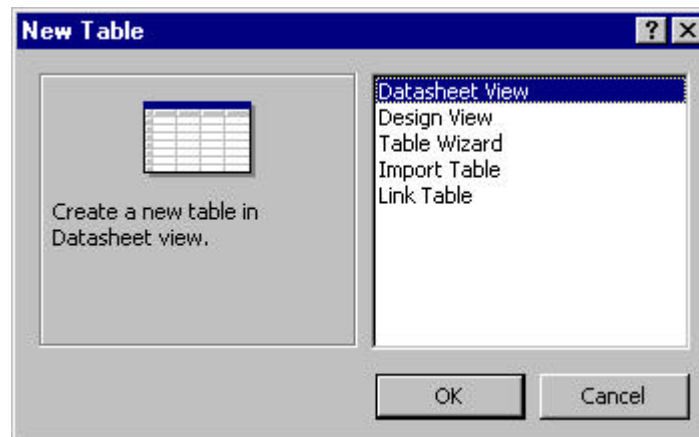 New Table
Create a new table in
Datasheet view.
Datasheet View
Design View
Table Wizard
Import Table
Link Table
OK
Cancel